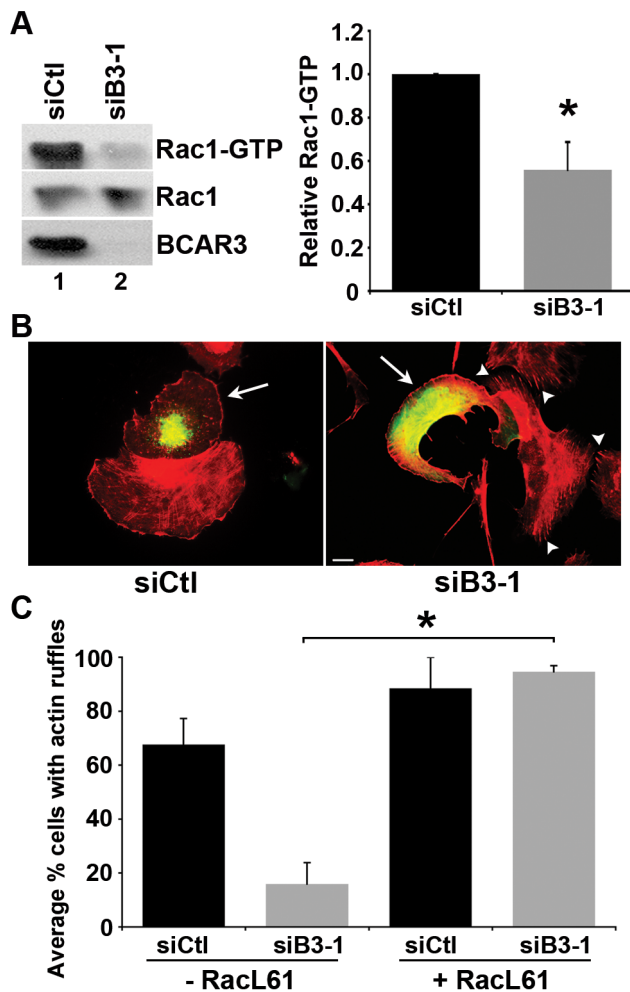 A
siCtl
siB3-1
Rac1-GTP
Rac1
BCAR3
1 2
Relative Rac1-GTP
1.2
1.0
0.8
0.6
0.4
0.2
0
*
siCtl siB3-1
B
siCtl siB3-1
C
Average % cells with actin ruffles
100
80
60
40
20
0
*
siCtl siB3-1 siCtl siB3-1
- RacL61 + RacL61